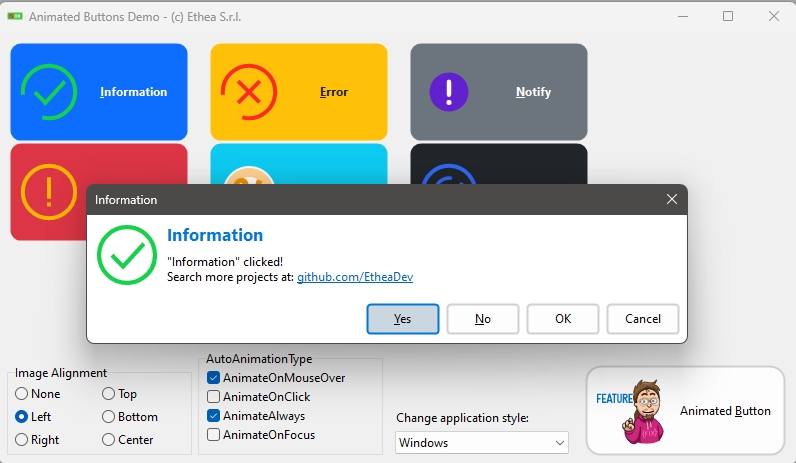 Animated Buttons Demo - (c) Ethea S.r.l.
Information
Error
Notify
Information
Information
"Information" clicked!
Search more projects at: github.com/EtheaDev
Yes
No
OK
Cancel
Image Alignment
None
Top
Left
Bottom
Right
Center
AutoAnimationType
AnimateOnMouseOver
AnimateOnClick
AnimateAlways
AnimateOnFocus
Change application style:
Windows
FEATURE
Animated Button